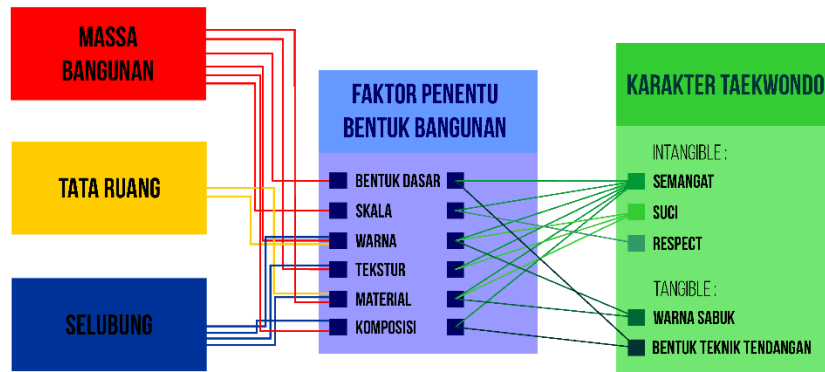 MASSA
BANGUNAN
TATA RUANG
SELUBUNG
FAKTOR PENENTU
BENTUK BANGUNAN
BENTUK DASAR
SKALA
WARNA
TEKSTUR
MATERIAL
KOMPOSISI
KARAKTER TAEKWONDO
INTANGIBLE :
SEMANGAT
SUCI
RESPECT
TANGIBLE :
WARNA SABUK
BENTUK TEKNIK TENDANGAN